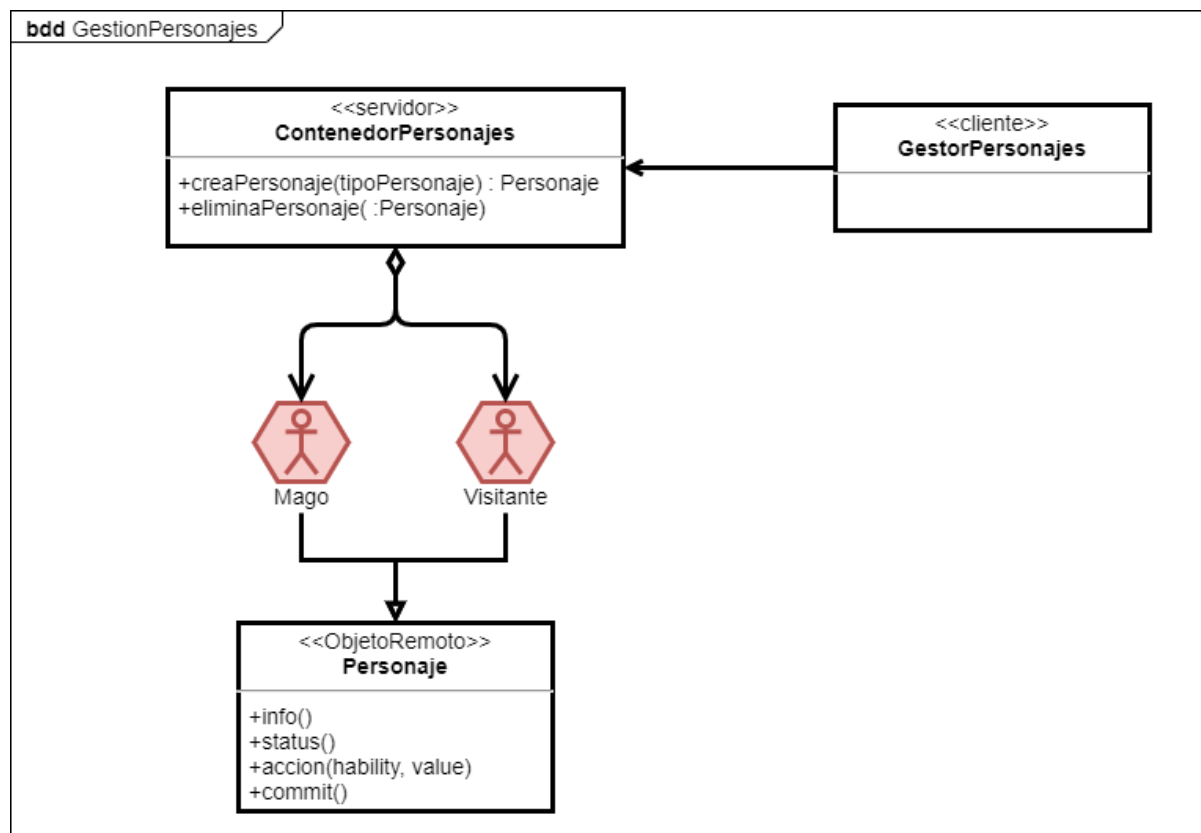 bdd GestionPersonajes
<<servidor>>
ContenedorPersonajes
+creaPersonaje(tipoPersonaje) : Personaje
+eliminaPersonaje( :Personaje)
<<cliente>>
GestorPersonajes
Mago
Visitante
<<ObjetoRemoto>>
Personaje
+info()
+status()
+accion(hability, value)
+commit()